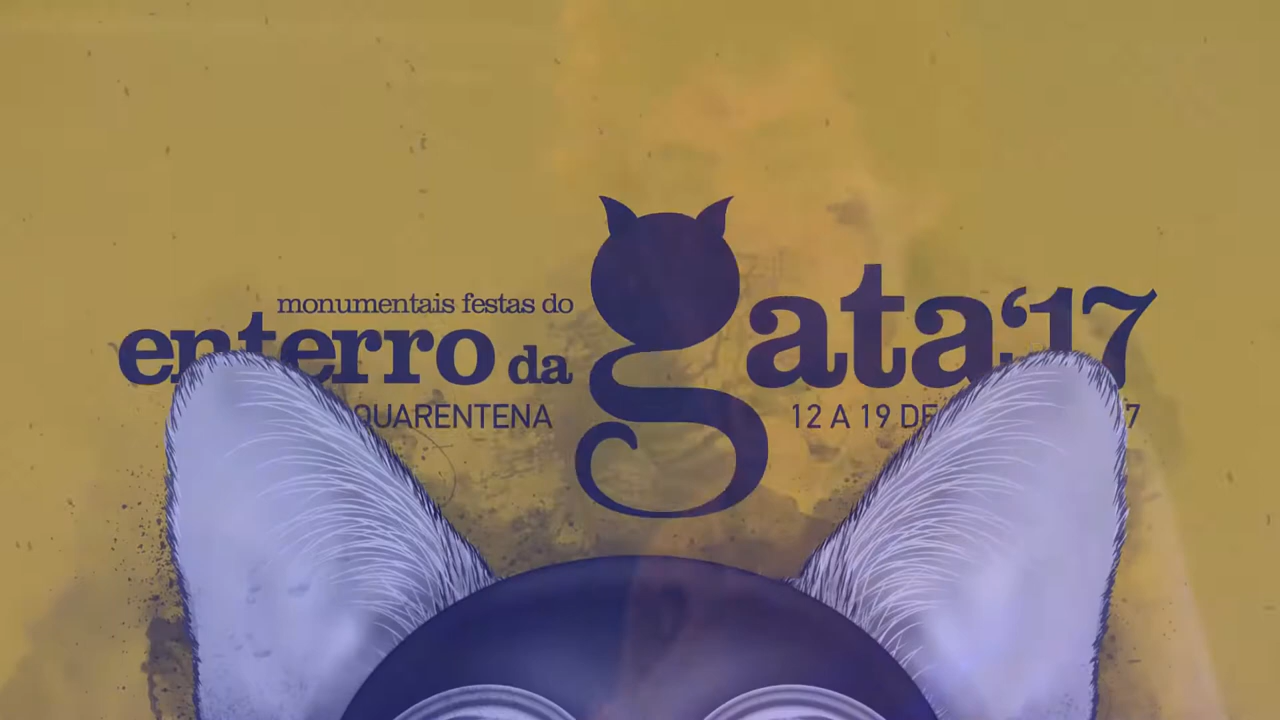 monumentais festas do
enterro da gata‘17
QUARENTENA
12 A 19 DE